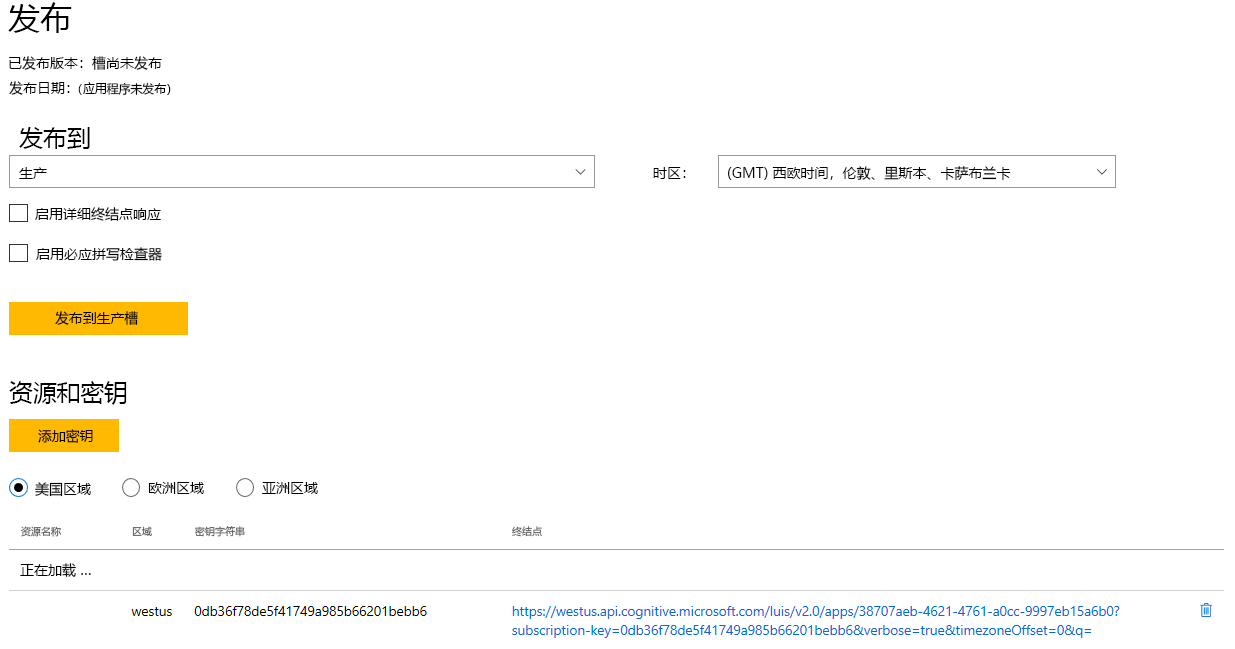 发布
已发布版本：槽尚未发布
发布日期：(应用程序未发布)
发布到
生产
时区：
(GMT) 西欧时间，伦敦、里斯本、卡萨布兰卡
启用详细终结点响应
启用必应拼写检查器
发布到生产槽
资源和密钥
添加密钥
美国区域 欧洲区域 亚洲区域
资源名称 区域 密钥字符串 终结点
正在加载 ...
westus 0db36f78de5f41749a985b66201bebb6 https://westus.api.cognitive.microsoft.com/luis/v2.0/apps/38707aeb-4621-4761-a0cc-9997eb15a6b0?
subscription-key=0db36f78de5f41749a985b66201bebb6&verbose=true&timezoneOffset=0&q=